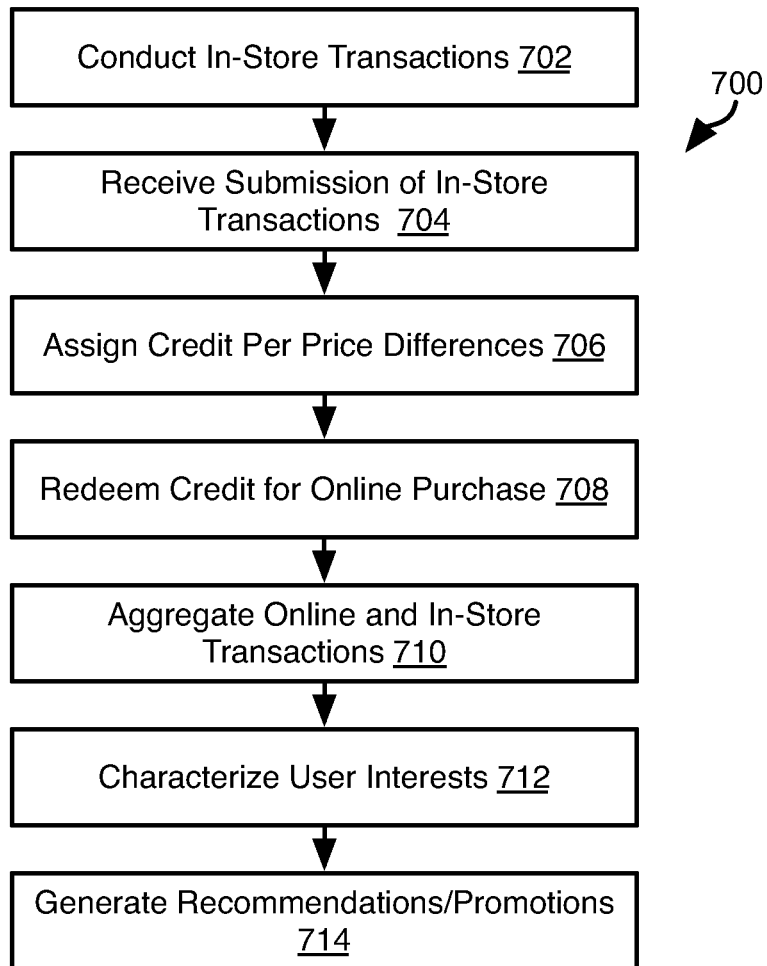 Conduct In-Store Transactions 702
700
Receive Submission of In-Store
Transactions 704
Assign Credit Per Price Differences 706
Redeem Credit for Online Purchase 708
Aggregate Online and In-Store
Transactions 710
Characterize User Interests 712
Generate Recommendations/Promotions
714